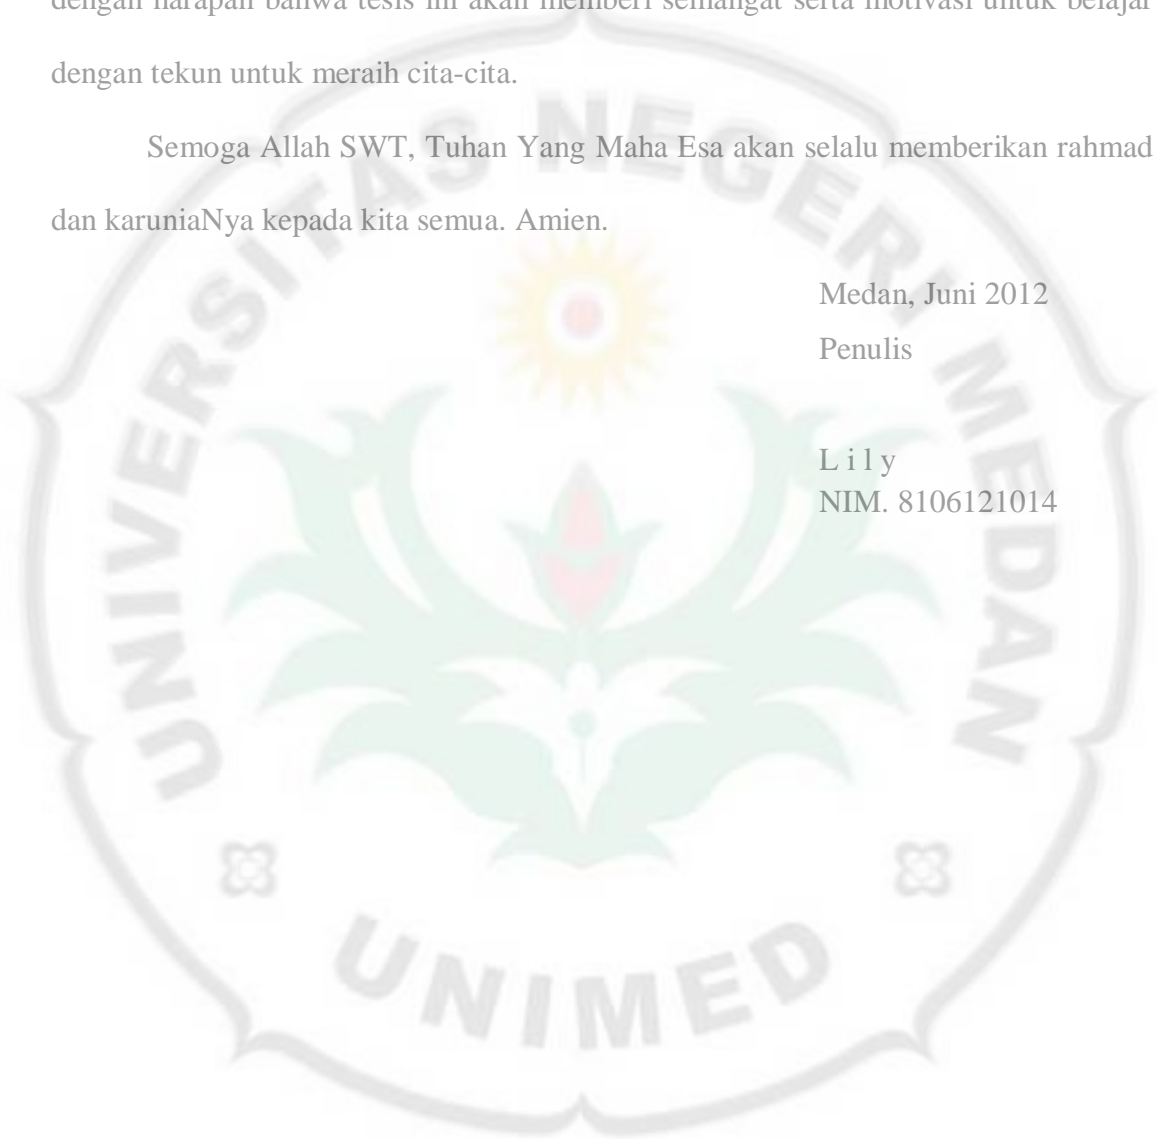 dengan harapan bahwa tesis ini akan memberi semangat serta motivasi untuk belajar
dengan tekun untuk meraih cita-cita.
Semoga Allah SWT, Tuhan Yang Maha Esa akan selalu memberikan rahmad
dan karuniaNya kepada kita semua. Amien.
Medan, Juni 2012
Penulis
L i l y
NIM. 8106121014
UNIVERSITAS NEGERI MEDAN
UNIMED